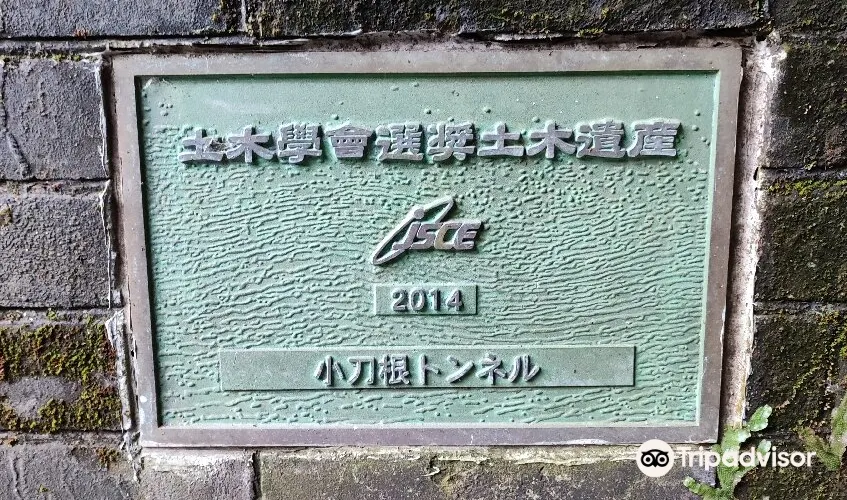 土木學會選奨土木遺産
JSCE
2014
小刀根トンネル
Tripadvisor